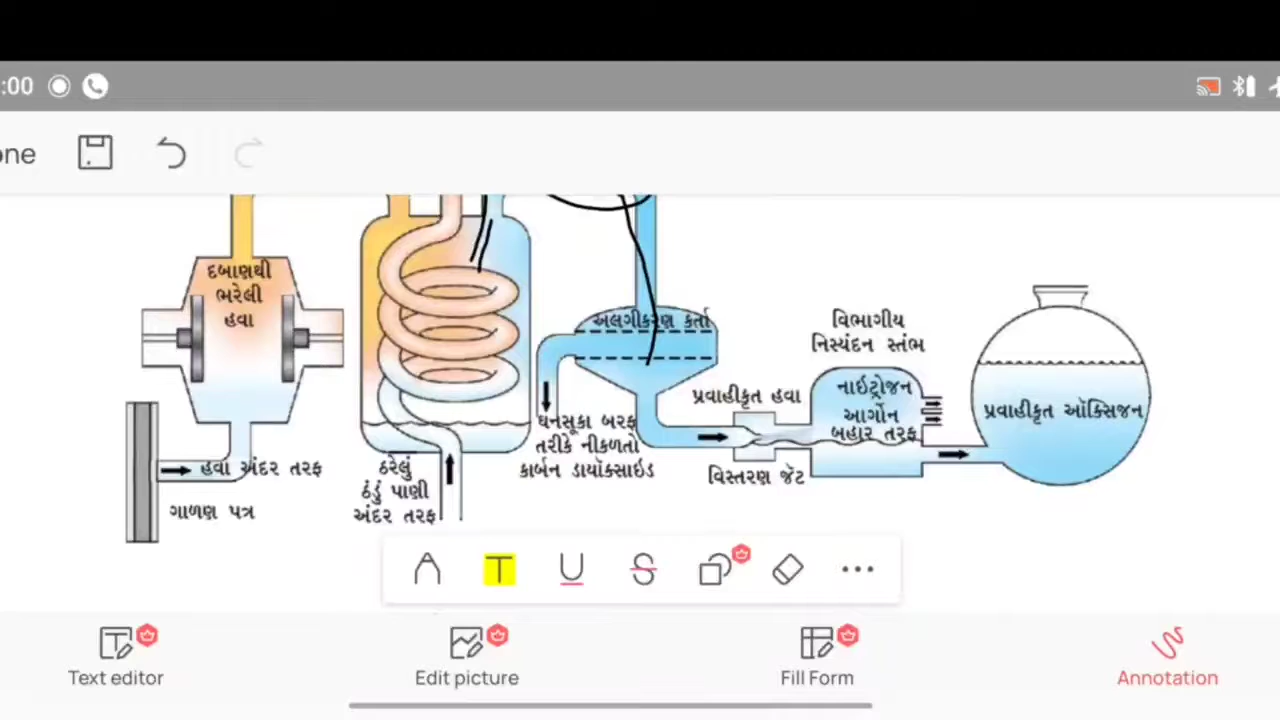 :00
one
દબાણથી
ભરેલી
હવા
અલગીકરણ કર્તા
વિભાગીય
નિસ્યંદન સ્તંભ
પ્રવાહીકૃત હવા
નાઇટ્રોજન
આર્ગોન
બહાર તરફ
પ્રવાહીકૃત ઑક્સિજન
ઘનસૂકા બરફ
તરીકે નીકળતો
કાર્બન ડાયૉક્સાઇડ
હવા અંદર તરફ
ઠરેલું
ઠંડું પાણી
અંદર તરફ
વિસ્તરણ જૅટ
ગાળણ પત્ર
Text editor
Edit picture
Fill Form
Annotation